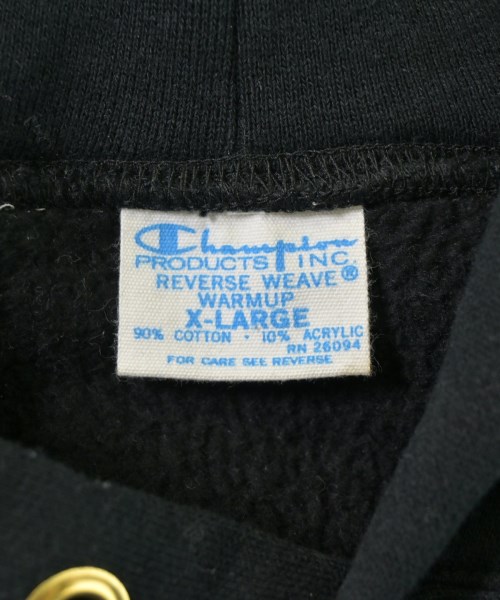 Champion
PRODUCTS INC.
REVERSE WEAVE®
WARMUP
X-LARGE
90% COTTON · 10% ACRYLIC
RN 26094
FOR CARE SEE REVERSE